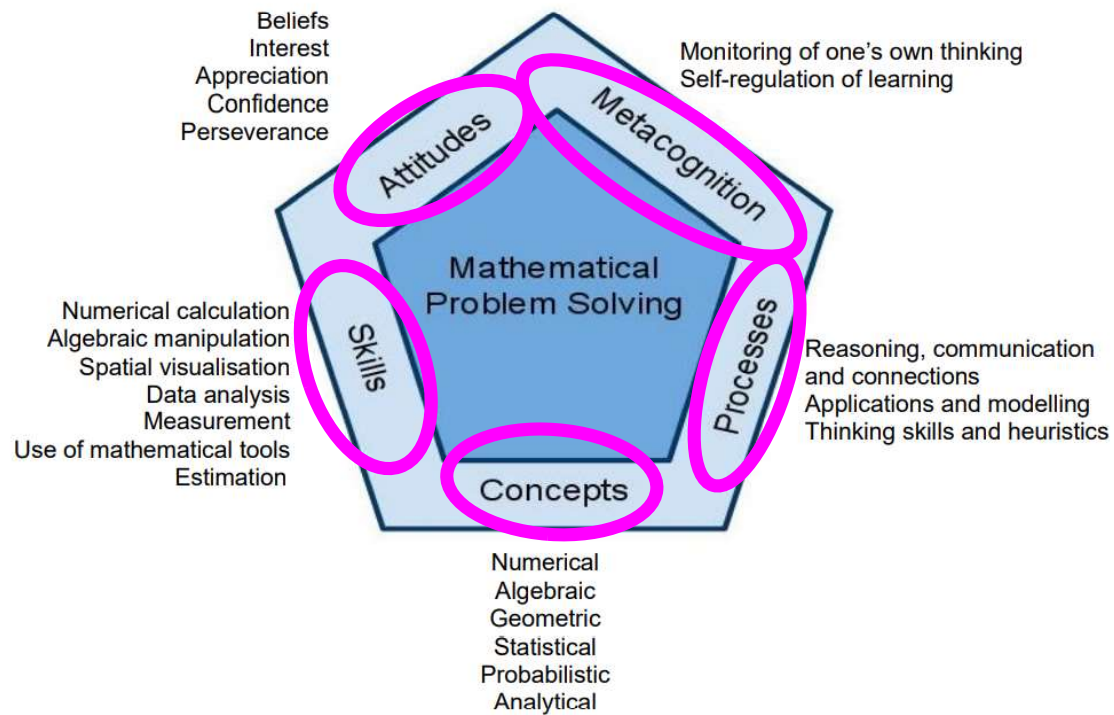 Beliefs
Interest
Appreciation
Confidence
Perseverance
Monitoring of one's own thinking
Self-regulation of learning
Attitudes
Metacognition
Mathematical
Problem Solving
Numerical calculation
Algebraic manipulation
Spatial visualisation
Data analysis
Measurement
Use of mathematical tools
Estimation
Skills
Processes
Reasoning, communication
and connections
Applications and modelling
Thinking skills and heuristics
Concepts
Numerical
Algebraic
Geometric
Statistical
Probabilistic
Analytical